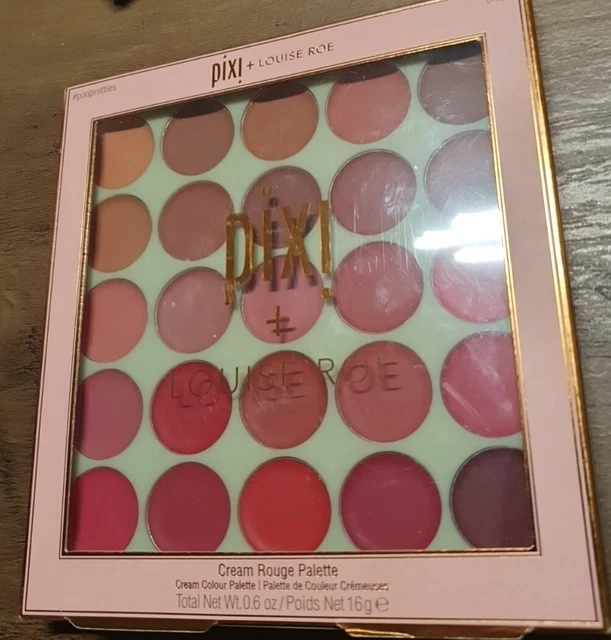 pixi + LOUISE ROE
#pixipretties
pixi
+
LOUISE ROE
Cream Rouge Palette
Cream Colour Palette | Palette de Couleur Crémeuses
Total Net Wt. 0.6 oz / Poids Net 16g e